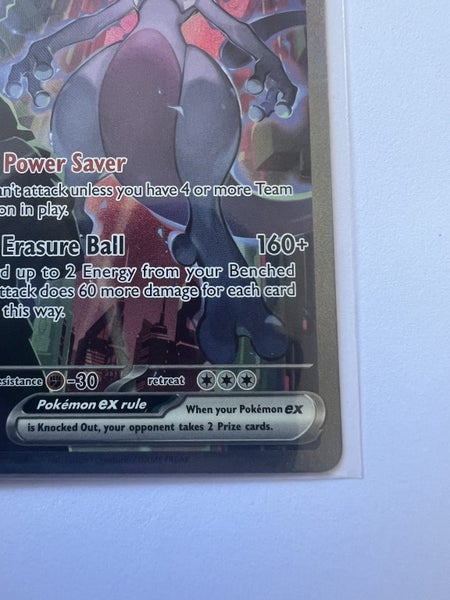 Power Saver
an't attack unless you have 4 or more Team
on in play.
Erasure Ball 160+
d up to 2 Energy from your Benched
ttack does 60 more damage for each card
this way.
esistance -30 retreat
Pokémon ex rule When your Pokémon ex
is Knocked Out, your opponent takes 2 Prize cards.